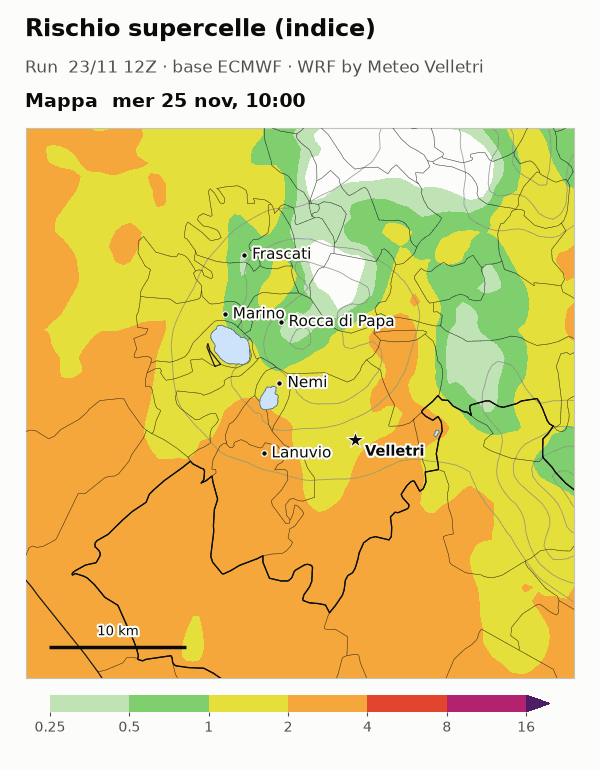 Rischio supercelle (indice)
Run  23/11 12Z · base ECMWF · WRF by Meteo Velletri
Mappa  mer 25 nov, 10:00
Frascati
Marino
Rocca di Papa
Nemi
Velletri
Lanuvio
10 km
0.25 0.5 1 2 4 8 16